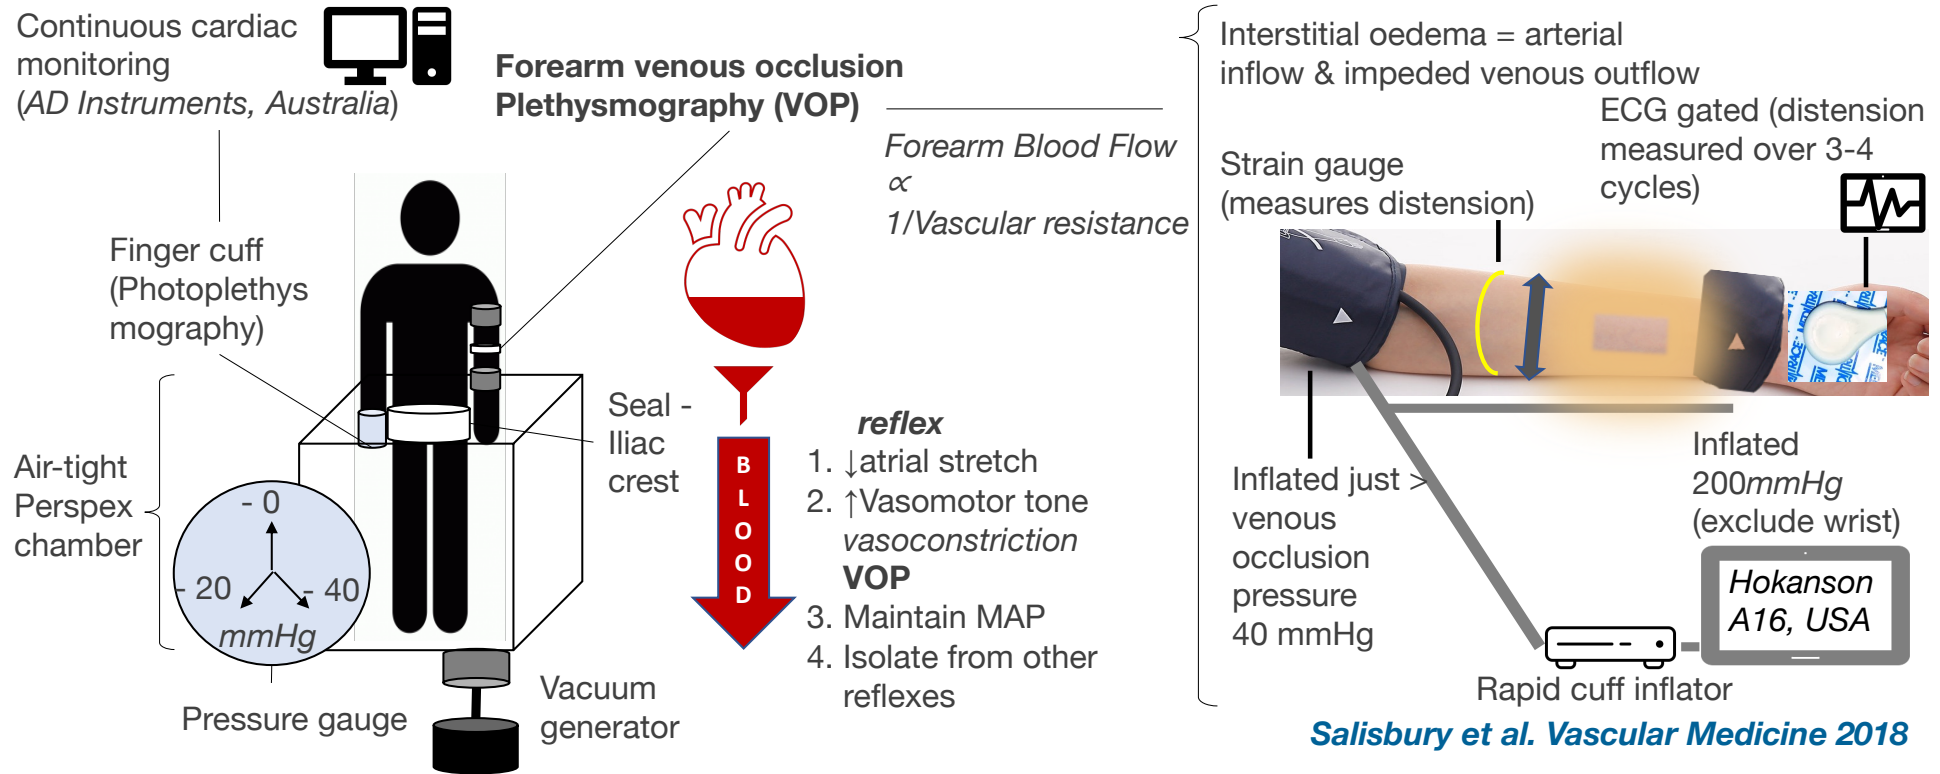 Continuous cardiac
monitoring
(AD Instruments, Australia)
Forearm venous occlusion
Plethysmography (VOP)
Forearm Blood Flow
∝
1/Vascular resistance
Finger cuff
(Photoplethys
mography)
Air-tight
Perspex
chamber
- 0
- 20
- 40
mmHg
Pressure gauge
Vacuum
generator
Seal -
Iliac
crest
BLOOD
reflex
1. ↓atrial stretch
2. ↑Vasomotor tone
vasoconstriction
VOP
3. Maintain MAP
4. Isolate from other
reflexes
Interstitial oedema = arterial
inflow & impeded venous outflow
ECG gated (distension
measured over 3-4
cycles)
Strain gauge
(measures distension)
Inflated just >
venous
occlusion
pressure
40 mmHg
Inflated
200mmHg
(exclude wrist)
Hokanson
A16, USA
Rapid cuff inflator
Salisbury et al. Vascular Medicine 2018